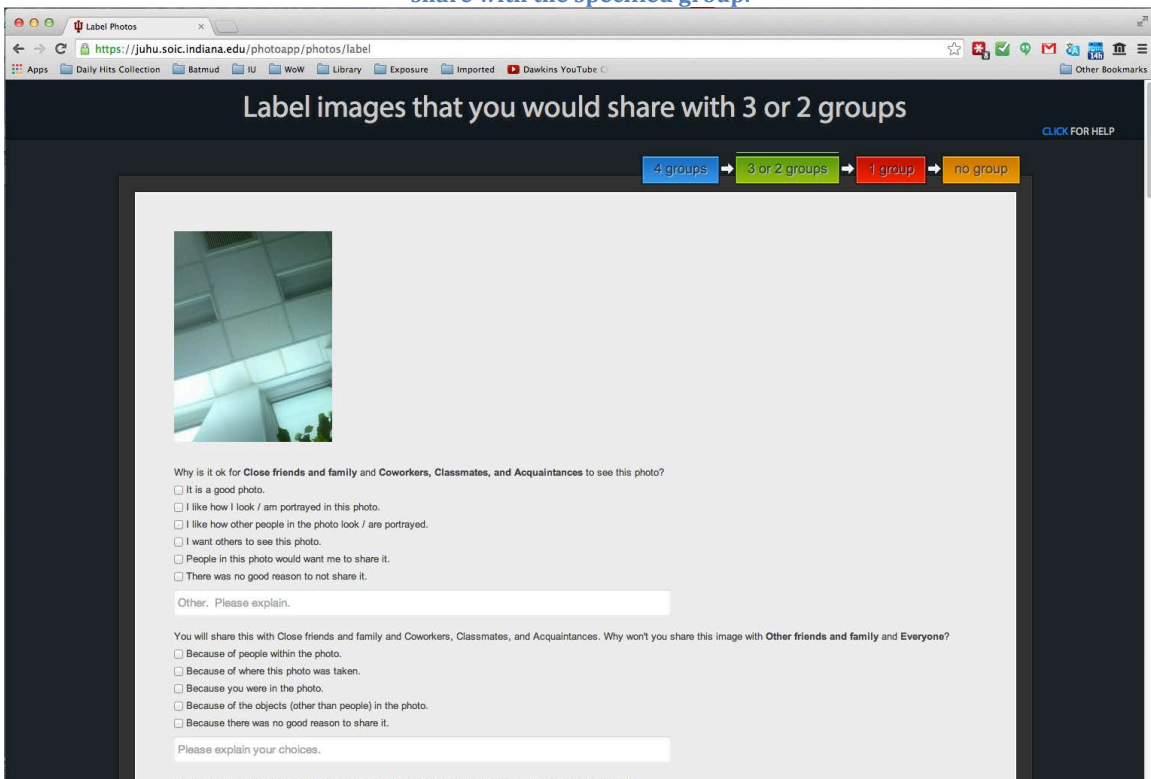 share with the specified group.
Label Photos
https://juhu.soic.indiana.edu/photoapp/photos/label
Apps Daily Hits Collection Batmud IU WoW Library Exposure Imported Dawkins YouTube Other Bookmarks
Label images that you would share with 3 or 2 groups
CLICK FOR HELP
4 groups 3 or 2 groups 1 group no group
Why is it ok for Close friends and family and Coworkers, Classmates, and Acquaintances to see this photo?
It is a good photo.
I like how I look / am portrayed in this photo.
I like how other people in the photo look / are portrayed.
I want others to see this photo.
People in this photo would want me to share it.
There was no good reason to not share it.
Other. Please explain.
You will share this with Close friends and family and Coworkers, Classmates, and Acquaintances. Why won't you share this image with Other friends and family and Everyone?
Because of people within the photo.
Because of where this photo was taken.
Because you were in the photo.
Because of the objects (other than people) in the photo.
Because there was no good reason to share it.
Please explain your choices.